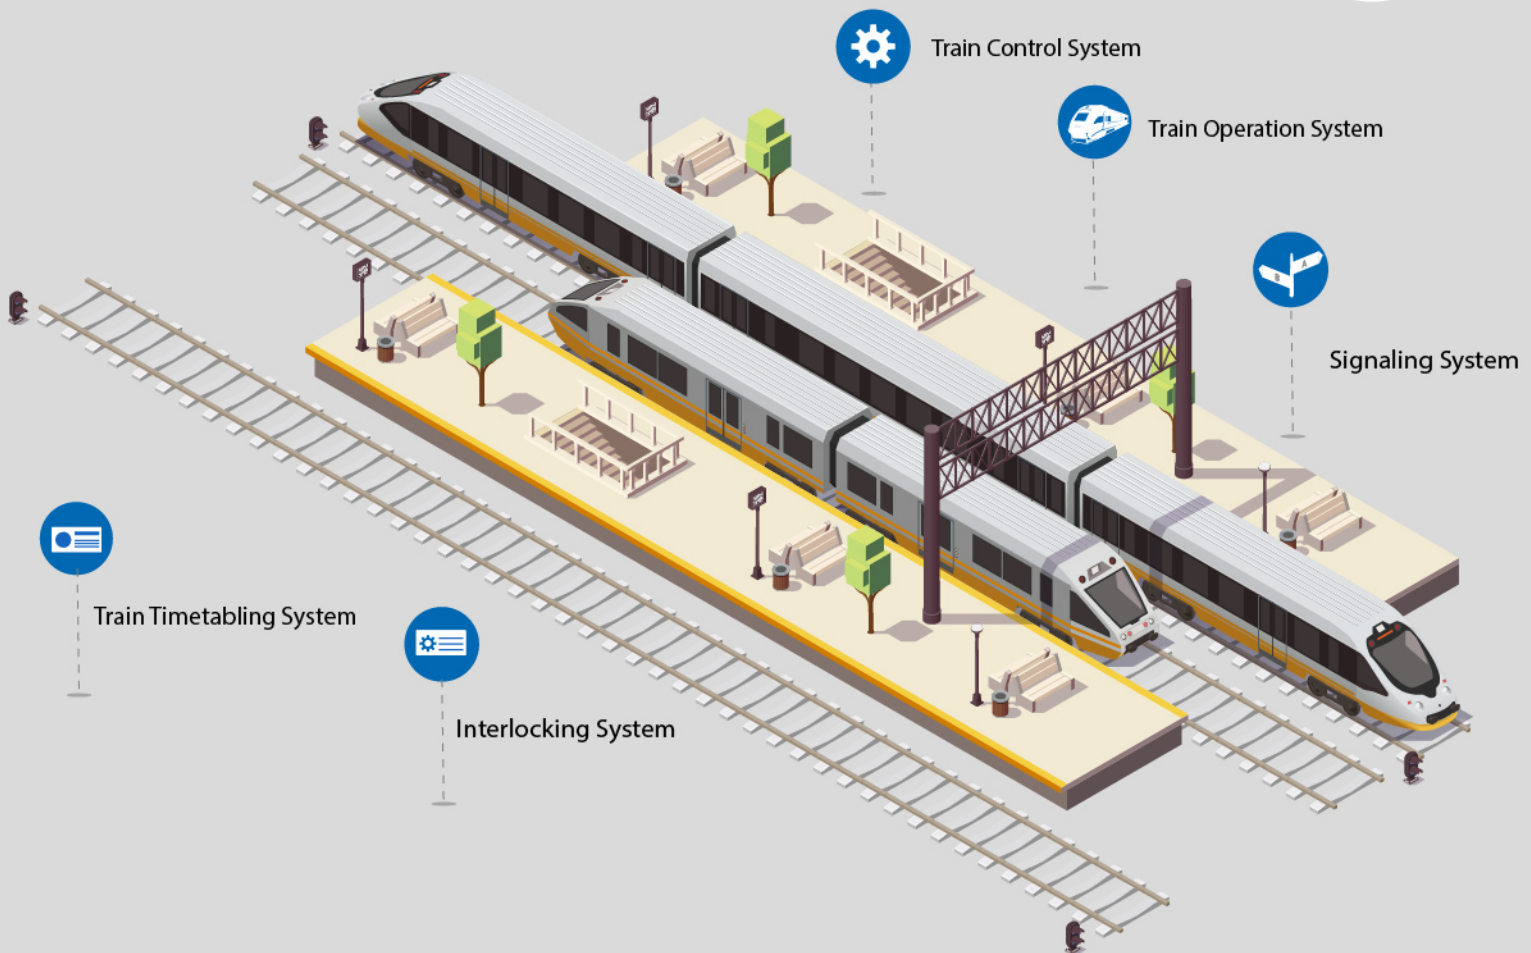 Train Control System
Train Operation System
A
B
Signaling System
Train Timetabling System
Interlocking System